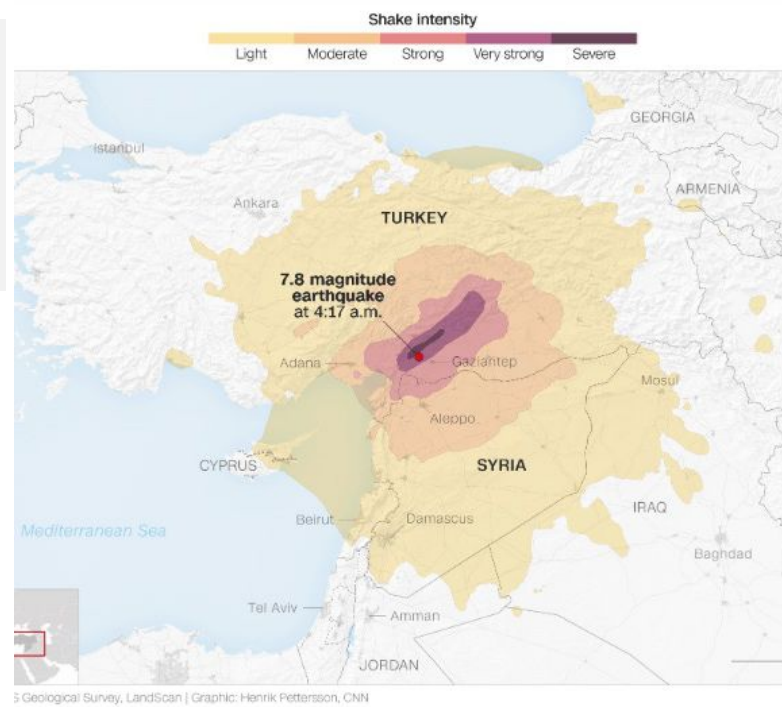 Shake intensity
Light Moderate Strong Very strong Severe
GEORGIA
Istanbul
ARMENIA
Ankara
TURKEY
7.8 magnitude
earthquake
at 4:17 a.m.
Adana
Gaziantep
Mosul
Aleppo
CYPRUS
SYRIA
IRAQ
Beirut
Damascus
Mediterranean Sea
Baghdad
Tel Aviv
Amman
JORDAN
S Geological Survey, LandScan | Graphic: Henrik Pettersson, CNN